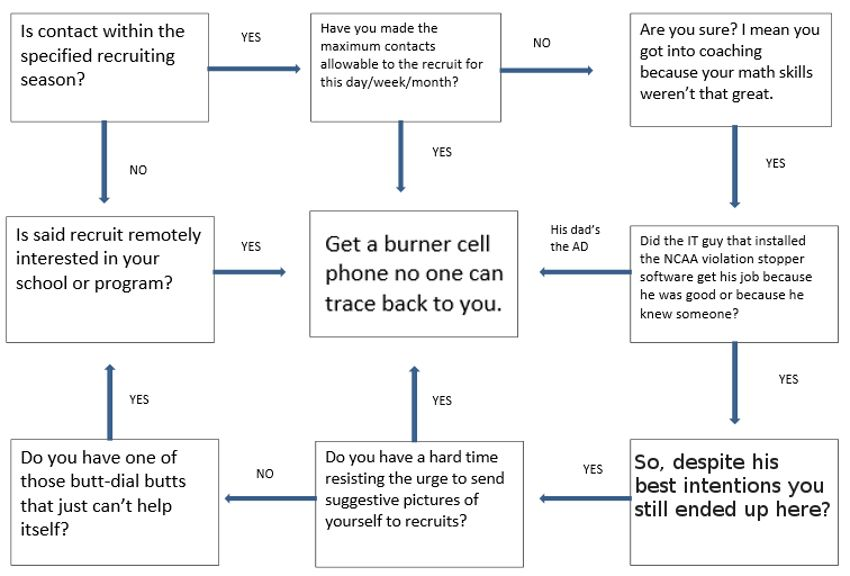 Is contact within the
specified recruiting
season?
YES
Have you made the
maximum contacts
allowable to the recruit for
this day/week/month?
NO
Are you sure? I mean you
got into coaching
because your math skills
weren't that great.
NO
YES
YES
Is said recruit remotely
interested in your
school or program?
YES
Get a burner cell
phone no one can
trace back to you.
His dad's
the AD
Did the IT guy that installed
the NCAA violation stopper
software get his job because
he was good or because he
knew someone?
YES
YES
YES
Do you have one of
those butt-dial butts
that just can't help
itself?
NO
Do you have a hard time
resisting the urge to send
suggestive pictures of
yourself to recruits?
YES
So, despite his
best intentions you
still ended up here?